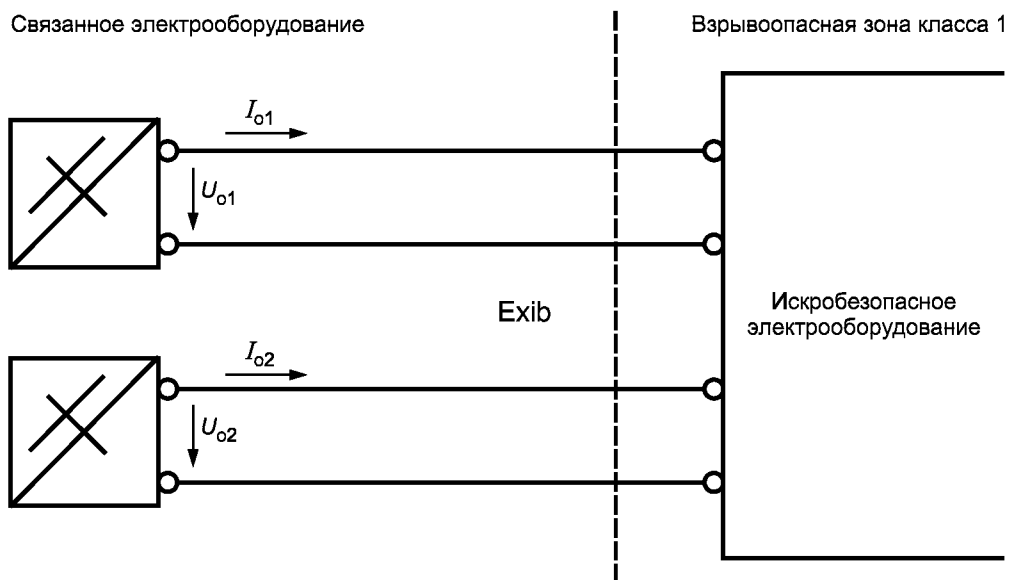 Связанное электрооборудование
Взрывоопасная зона класса 1
Io1
Uo1
Exib
Искробезопасное
электрооборудование
Io2
Uo2